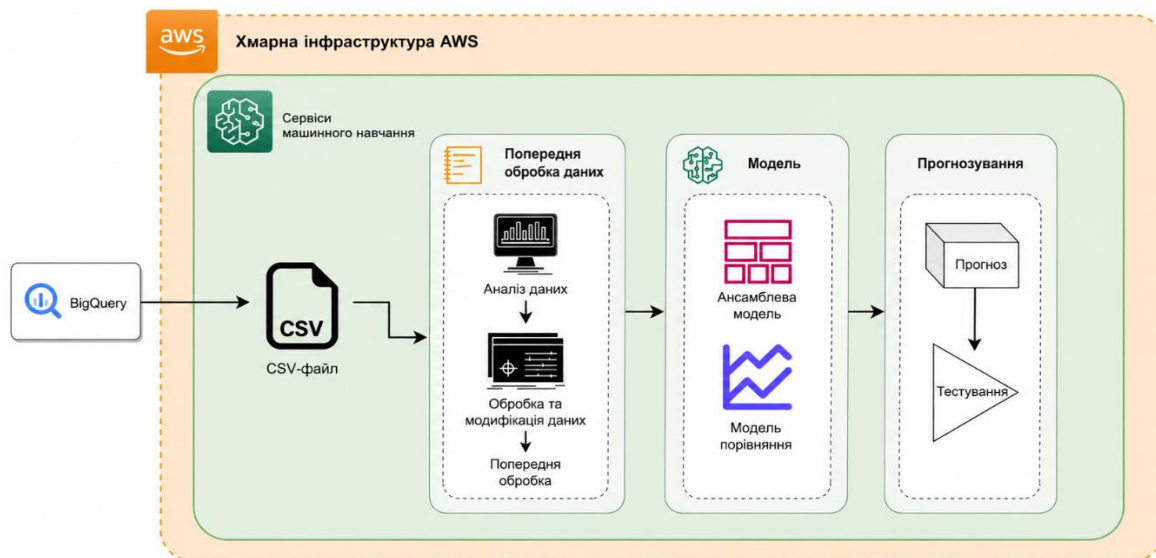 aws
Хмарна інфраструктура AWS
Сервіси
машинного навчання
BigQuery
CSV
CSV-файл
Попередня
обробка даних
Аналіз даних
Обробка та
модифікація даних
Попередня
обробка
Модель
Ансамблева
модель
Модель
порівняння
Прогнозування
Прогноз
Тестування